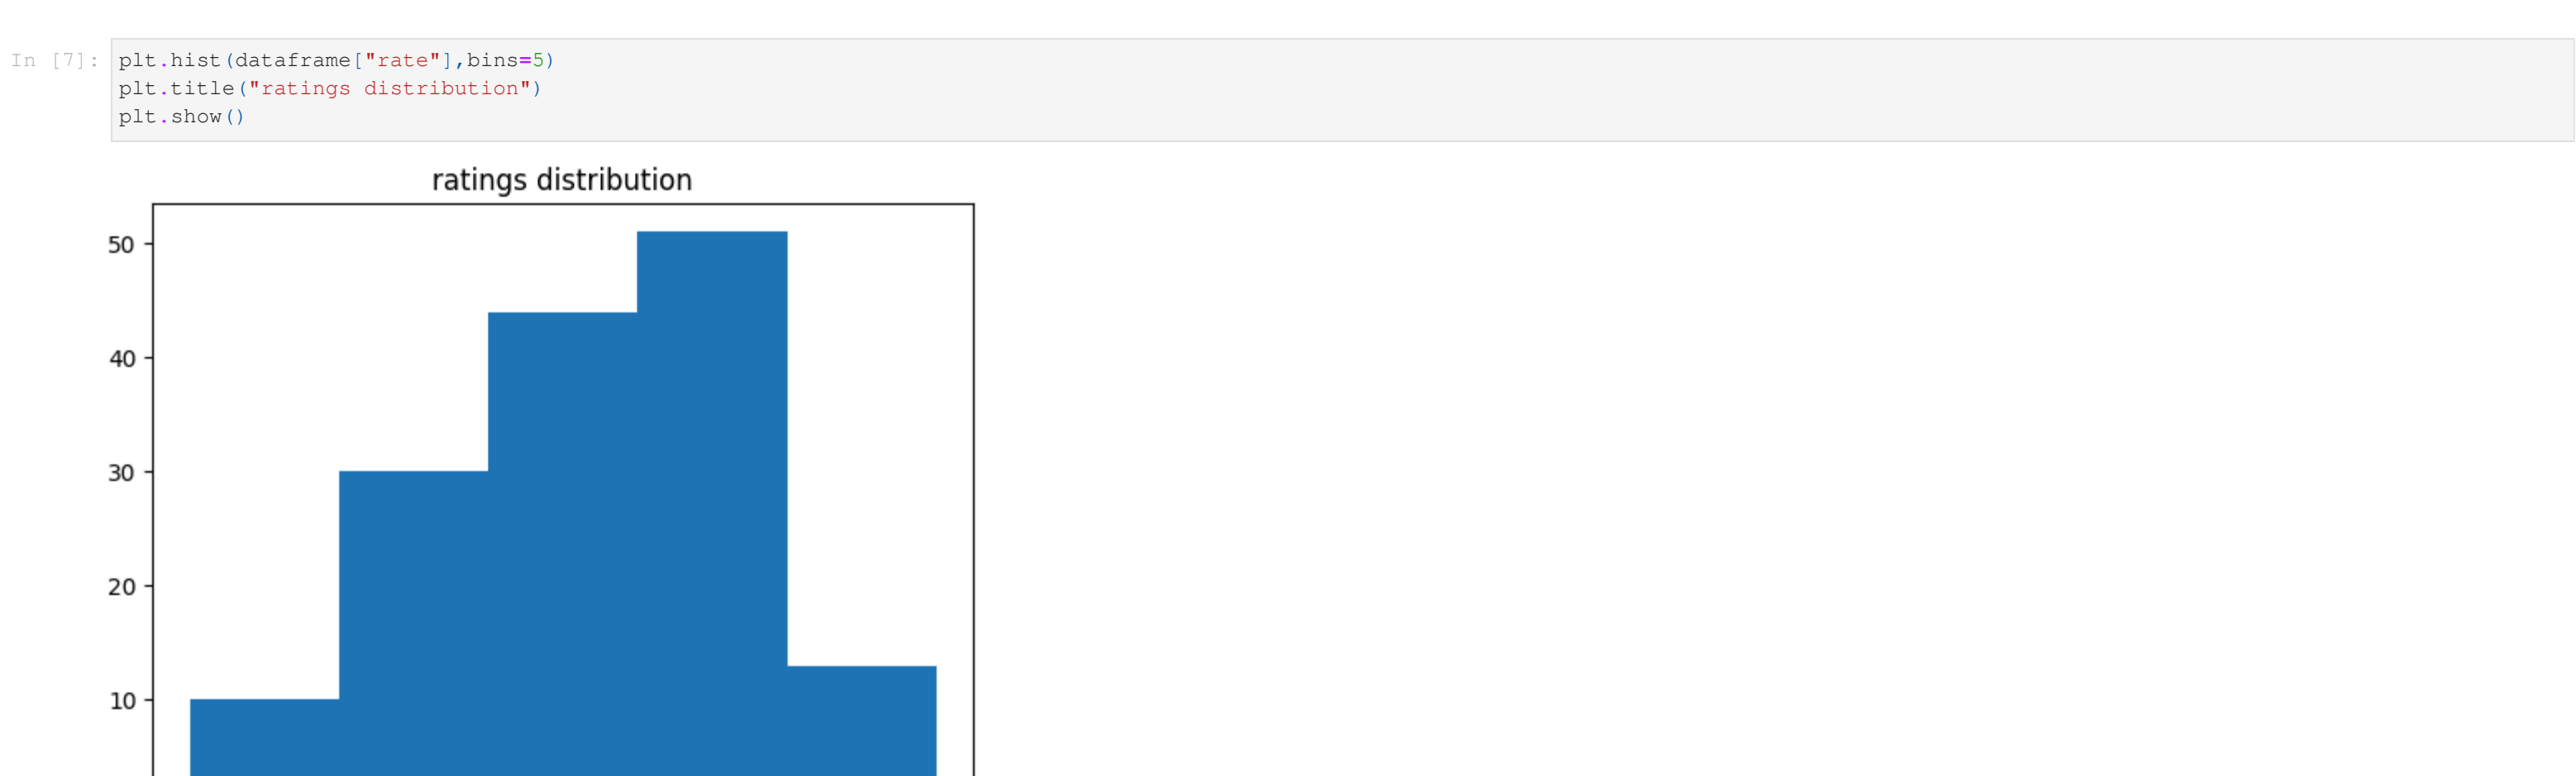 In [7]: plt.hist(dataframe["rate"],bins=5)
plt.title("ratings distribution")
plt.show()
ratings distribution
50
40
30
20
10